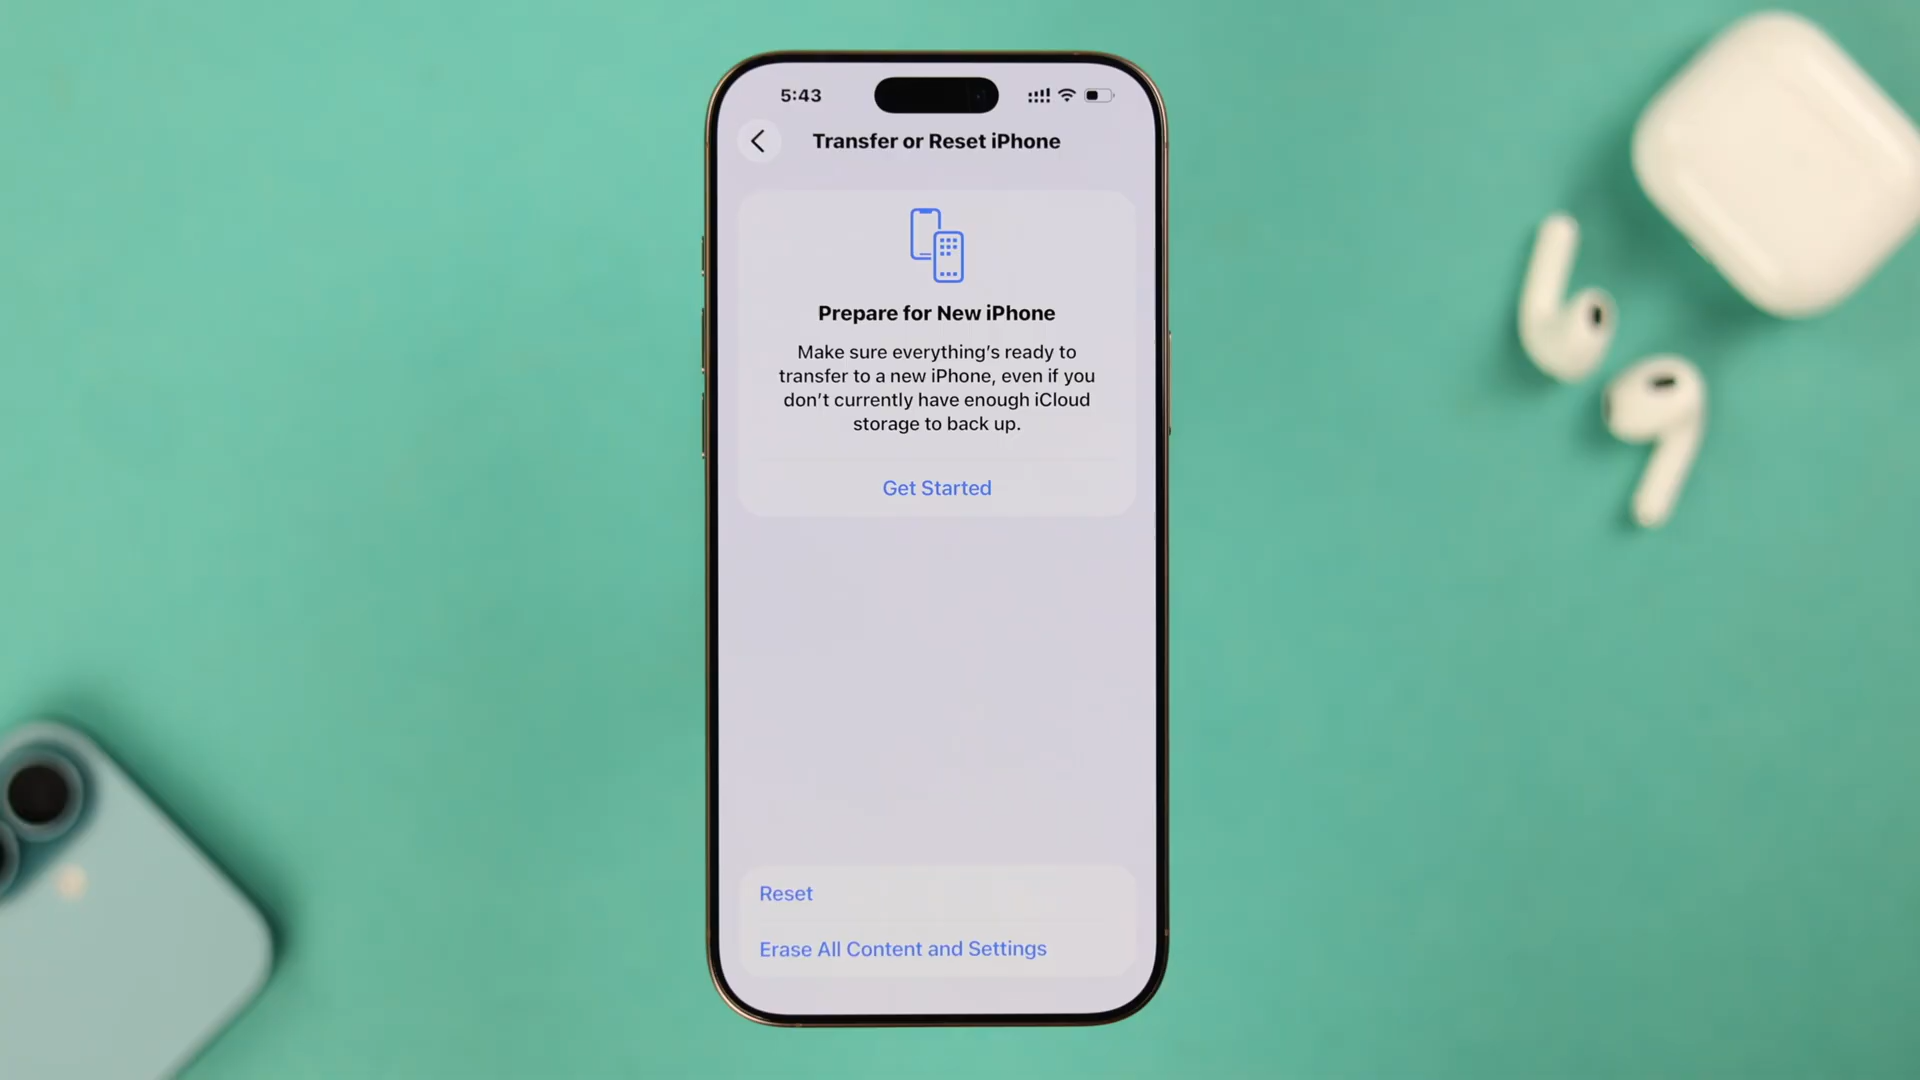 5:43
Transfer or Reset iPhone
Prepare for New iPhone
Make sure everything's ready to
transfer to a new iPhone, even if you
don't currently have enough iCloud
storage to back up.
Get Started
Reset
Erase All Content and Settings